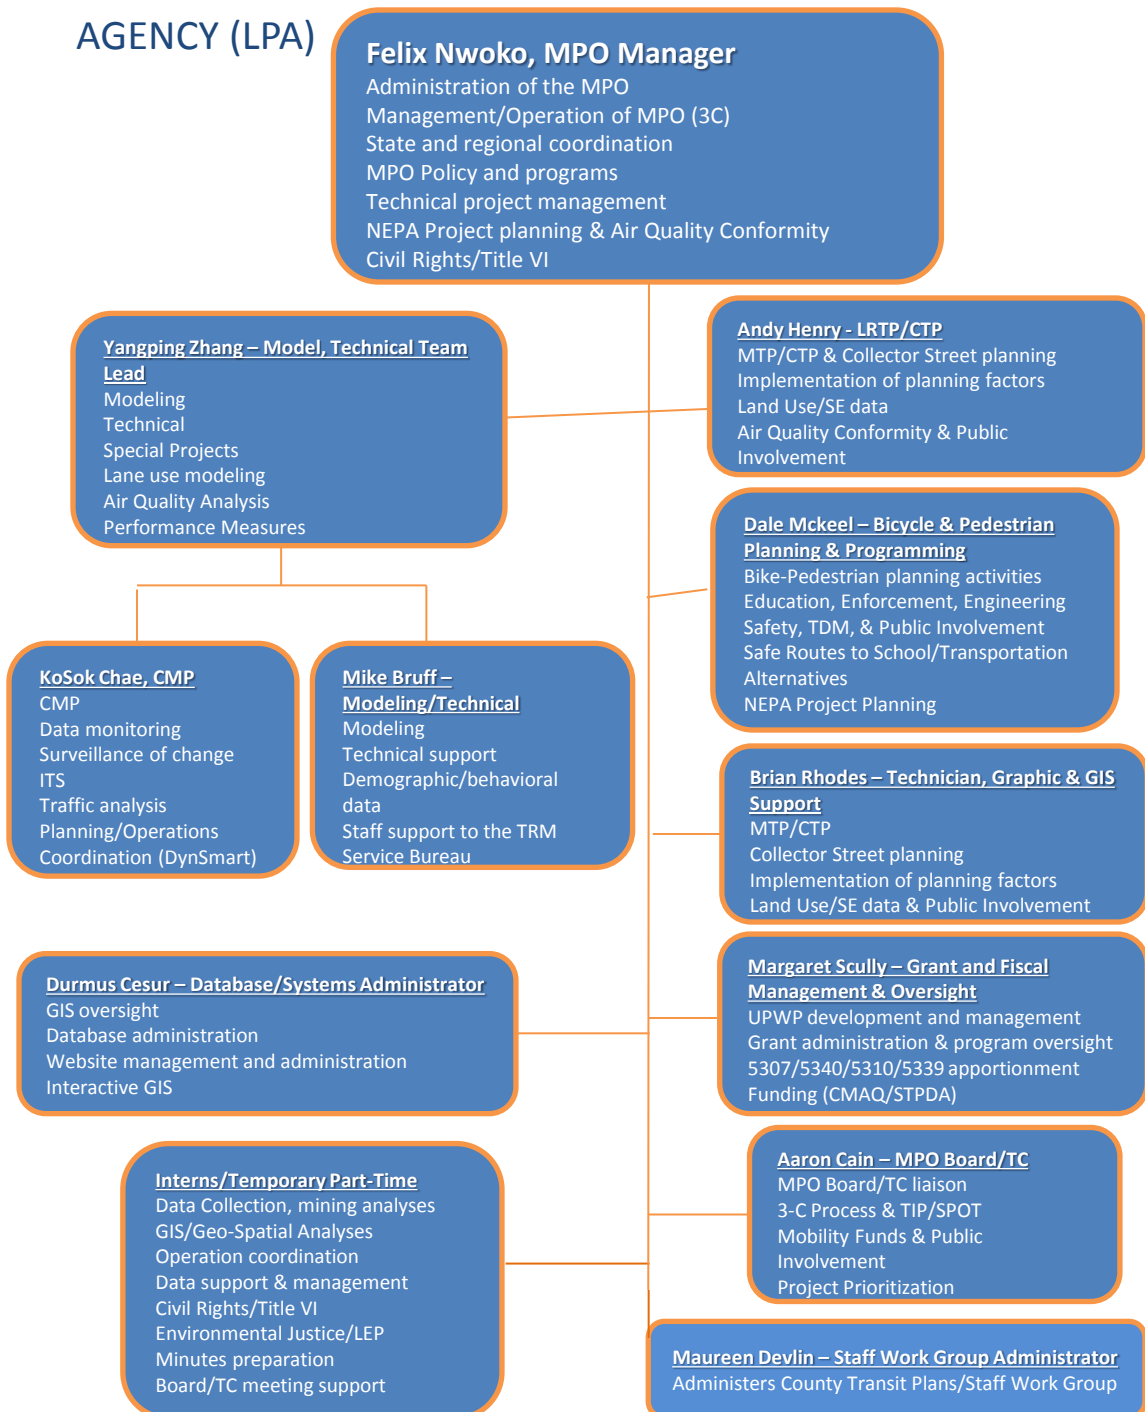 AGENCY (LPA)
Felix Nwoko, MPO Manager
Administration of the MPO
Management/Operation of MPO (3C)
State and regional coordination
MPO Policy and programs
Technical project management
NEPA Project planning & Air Quality Conformity
Civil Rights/Title VI
Yangping Zhang – Model, Technical Team
Lead
Modeling
Technical
Special Projects
Lane use modeling
Air Quality Analysis
Performance Measures
Andy Henry - LRTP/CTP
MTP/CTP & Collector Street planning
Implementation of planning factors
Land Use/SE data
Air Quality Conformity & Public
Involvement
Dale Mckeel – Bicycle & Pedestrian
Planning & Programming
Bike-Pedestrian planning activities
Education, Enforcement, Engineering
Safety, TDM, & Public Involvement
Safe Routes to School/Transportation
Alternatives
NEPA Project Planning
KoSok Chae, CMP
CMP
Data monitoring
Surveillance of change
ITS
Traffic analysis
Planning/Operations
Coordination (DynSmart)
Mike Bruff –
Modeling/Technical
Modeling
Technical support
Demographic/behavioral
data
Staff support to the TRM
Service Bureau
Brian Rhodes – Technician, Graphic & GIS
Support
MTP/CTP
Collector Street planning
Implementation of planning factors
Land Use/SE data & Public Involvement
Durmus Cesur – Database/Systems Administrator
GIS oversight
Database administration
Website management and administration
Interactive GIS
Margaret Scully – Grant and Fiscal
Management & Oversight
UPWP development and management
Grant administration & program oversight
5307/5340/5310/5339 apportionment
Funding (CMAQ/STPDA)
Interns/Temporary Part-Time
Data Collection, mining analyses
GIS/Geo-Spatial Analyses
Operation coordination
Data support & management
Civil Rights/Title VI
Environmental Justice/LEP
Minutes preparation
Board/TC meeting support
Aaron Cain – MPO Board/TC
MPO Board/TC liaison
3-C Process & TIP/SPOT
Mobility Funds & Public
Involvement
Project Prioritization
Maureen Devlin – Staff Work Group Administrator
Administers County Transit Plans/Staff Work Group